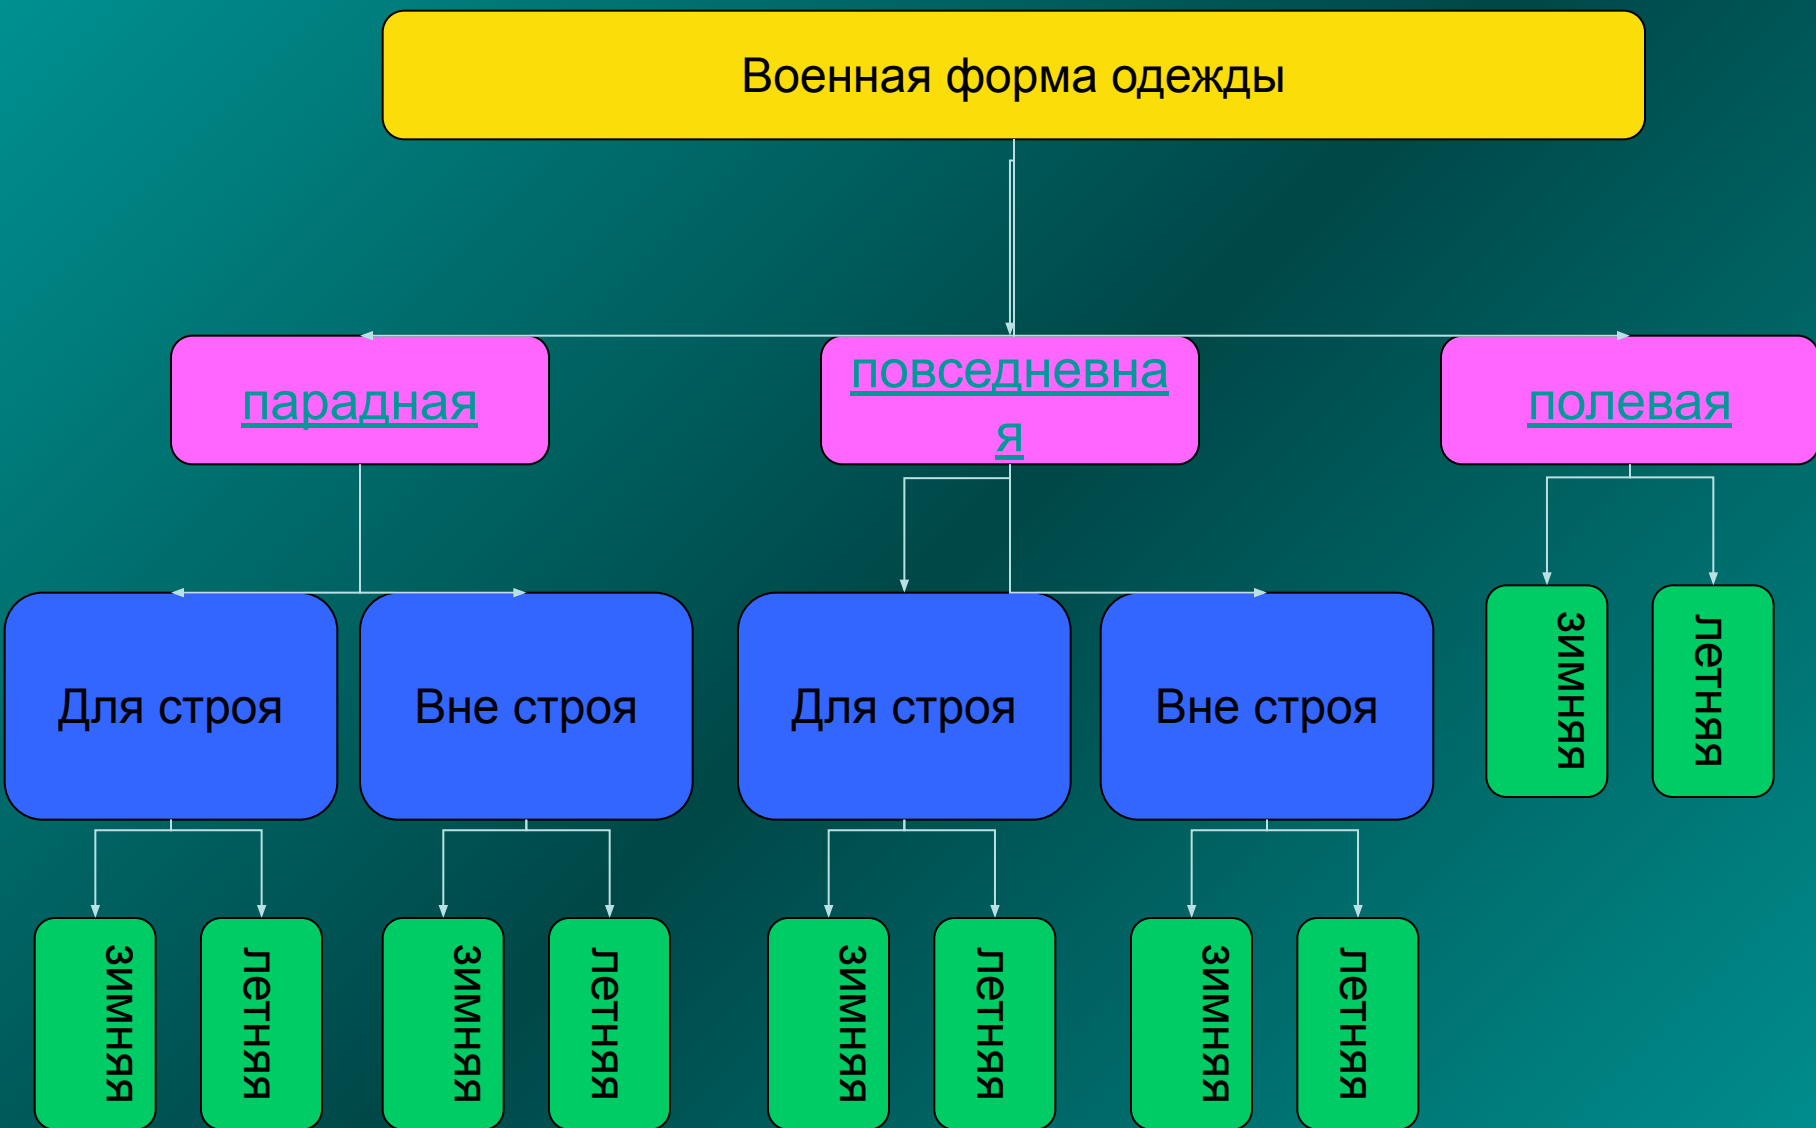 Военная форма одежды
парадная
повседневна
я
полевая
Для строя
Вне строя
Для строя
Вне строя
зимняя
летняя
зимняя
летняя
зимняя
летняя
зимняя
летняя
зимняя
летняя